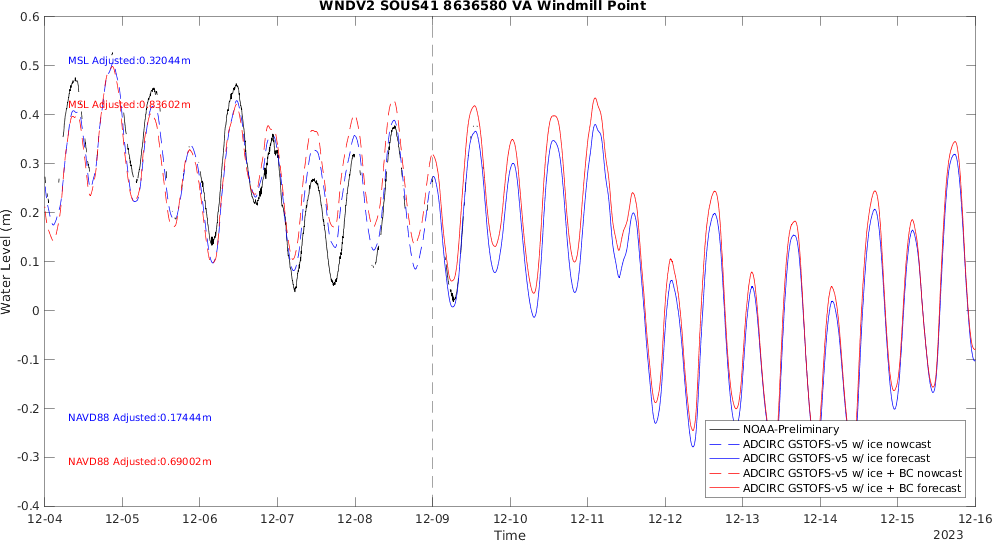 WNDV2 SOUS41 8636580 VA Windmill Point
0.6
0.5
0.4
0.3
0.2
0.1
0
-0.1
-0.2
-0.3
-0.4
Water Level (m)
MSL Adjusted:0.32044m
MSL Adjusted:0.83602m
NAVD88 Adjusted:0.17444m
NAVD88 Adjusted:0.69002m
NOAA-Preliminary
ADCIRC GSTOFS-v5 w/ ice nowcast
ADCIRC GSTOFS-v5 w/ ice forecast
ADCIRC GSTOFS-v5 w/ ice + BC nowcast
ADCIRC GSTOFS-v5 w/ ice + BC forecast
12-04 12-05 12-06 12-07 12-08 12-09 12-10 12-11 12-12 12-13 12-14 12-15 12-16
Time
2023